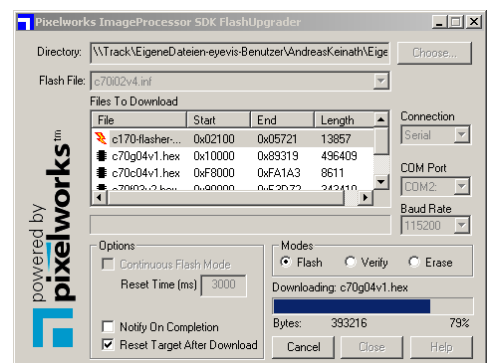 Pixelworks ImageProcessor SDK FlashUpgrader
Directory: \\Track\EigeneDateien-eyevis-Benutzer\AndreasKeinath\Eige Choose...
Flash File: c70i02v4.inf
Files To Download
File Start End Length
c170-flasher-... 0x02100 0x05721 13857
c70g04v1.hex 0x10000 0x89319 496409
c70c04v1.hex 0xF8000 0xFA1A3 8611
Connection
Serial
COM Port
COM2:
Baud Rate
115200
powered by
pixelworks tm
Options
Continuous Flash Mode
Reset Time (ms) 3000
Notify On Completion
Reset Target After Download
Modes
Flash Verify Erase
Downloading: c70g04v1.hex
Bytes: 393216 79%
Cancel Close Help